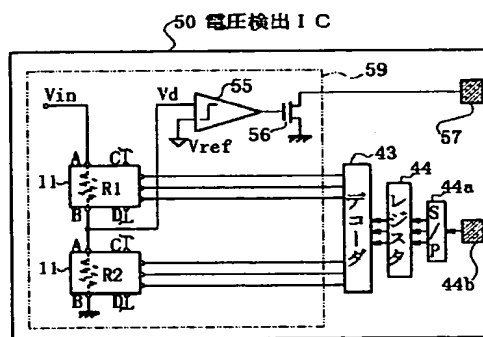 50 電圧検出IC
55
59
Vin
Vd
Vref
56
57
A CT
11 R1
B DL
43
44
44a
デコーダ
レジスタ
S/P
A CT
11 R2
B DL
44b